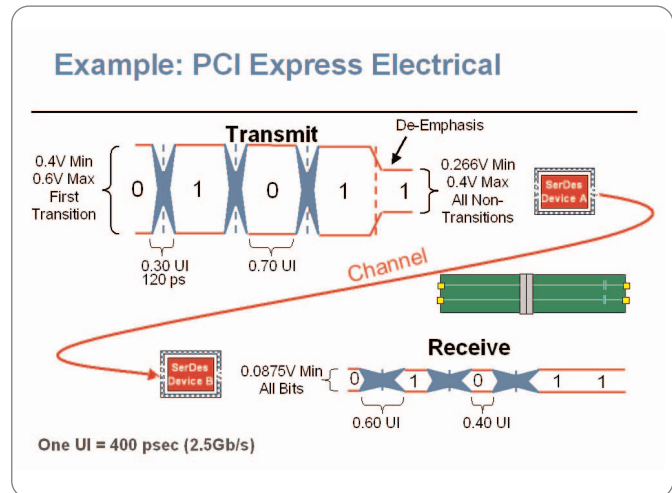 Example: PCI Express Electrical
Transmit
De-Emphasis
0.4V Min
0.6V Max
First
Transition
0 1 0 1 1
0.266V Min
0.4V Max
All Non-
Transitions
SerDes
Device A
0.30 UI
120 ps
0.70 UI
Channel
SerDes
Device B
Receive
0.0875V Min
All Bits
0 1 0 1 1
0.60 UI
0.40 UI
One UI = 400 psec (2.5Gb/s)